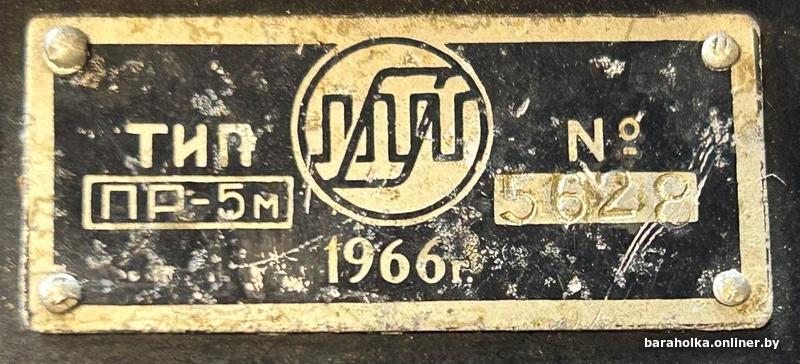 ТИП
ПР-5м
№
5628
1966г.
baraholka.onliner.by